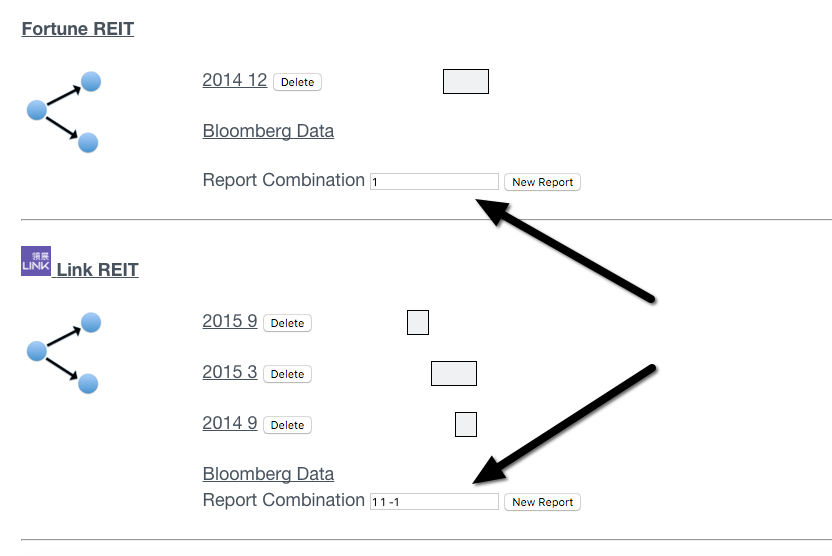 Fortune REIT
2014 12 Delete
Bloomberg Data
Report Combination 1 New Report
領展
LINK Link REIT
2015 9 Delete
2015 3 Delete
2014 9 Delete
Bloomberg Data
Report Combination 1 1 -1 New Report